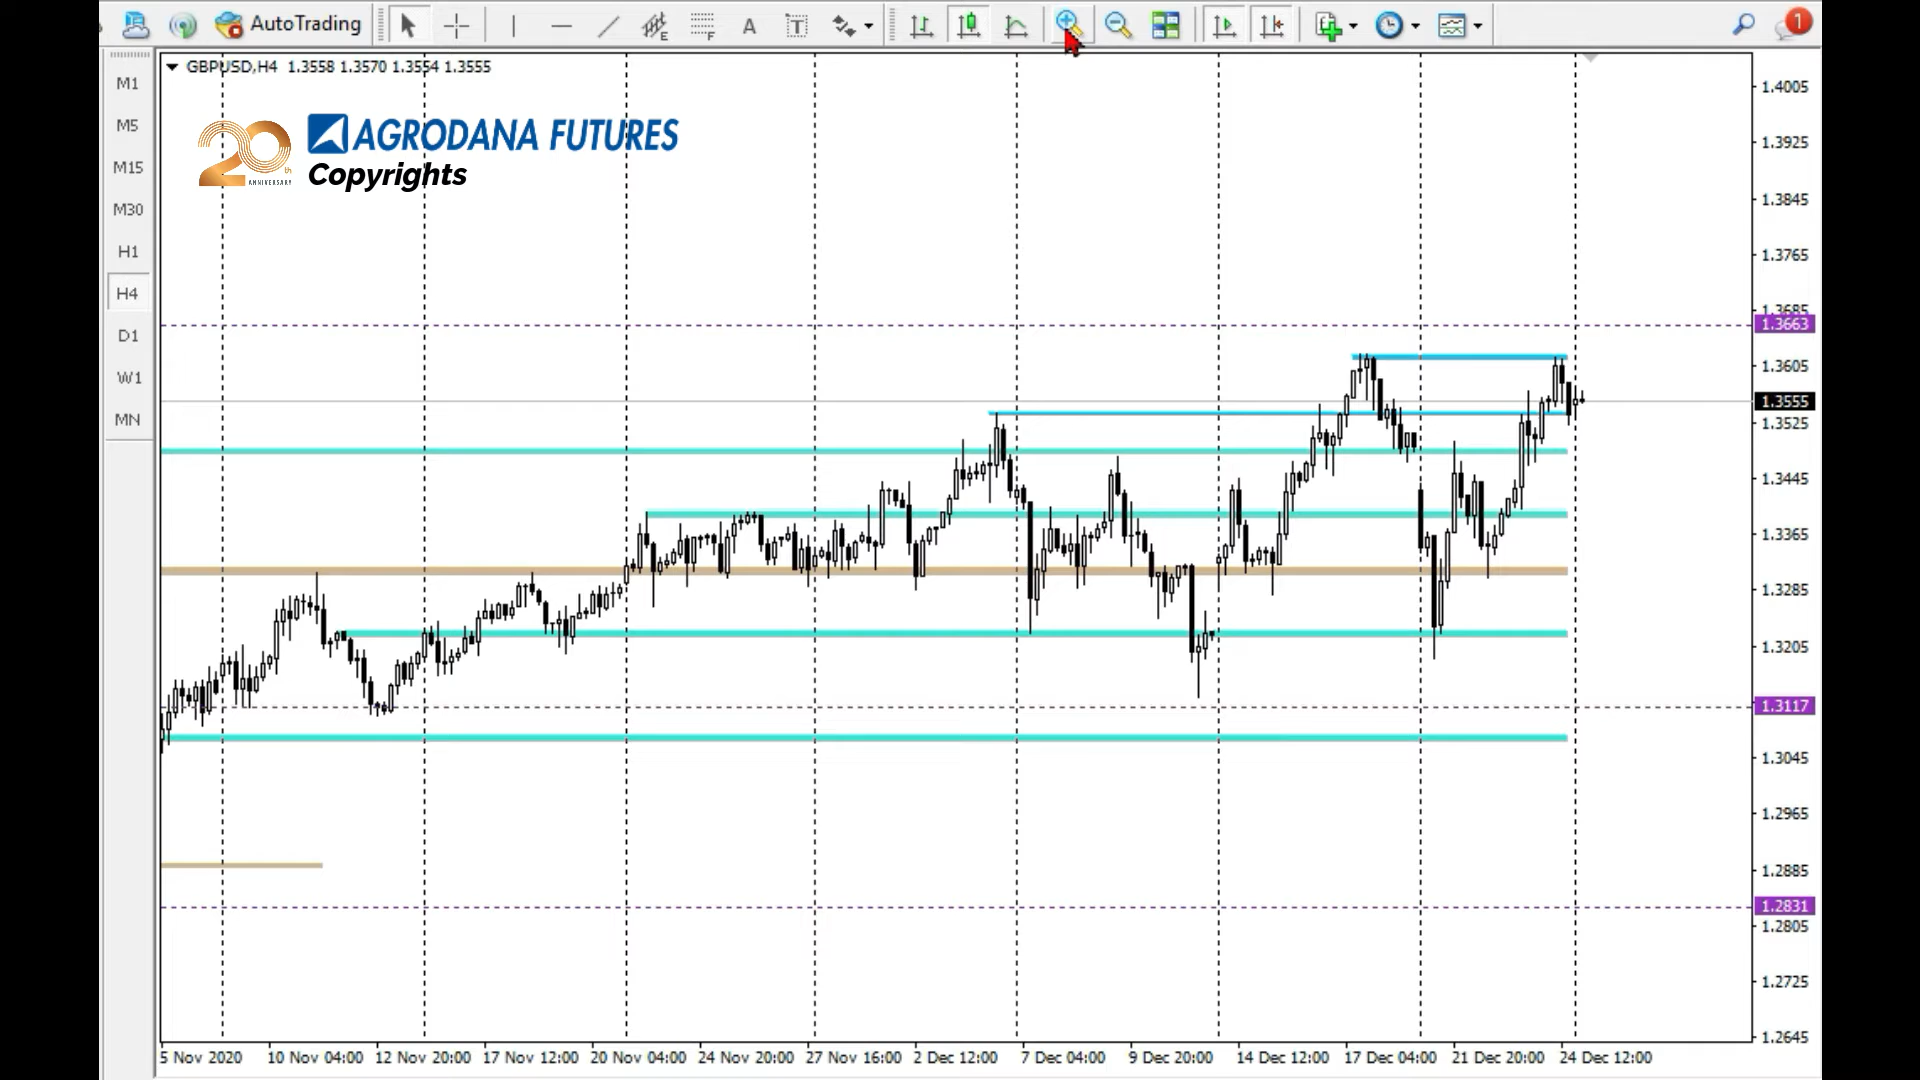 AutoTrading
E
F
A
T
1
M1
M5
M15
M30
H1
H4
D1
W1
MN
GBPUSD,H4 1.3558 1.3570 1.3554 1.3555
20th ANNIVERSARY
AGRODANA FUTURES
Copyrights
1.4005
1.3925
1.3845
1.3765
1.3685
1.3663
1.3605
1.3555
1.3525
1.3445
1.3365
1.3285
1.3205
1.3117
1.3045
1.2965
1.2885
1.2831
1.2805
1.2725
1.2645
5 Nov 2020 10 Nov 04:00 12 Nov 20:00 17 Nov 12:00 20 Nov 04:00 24 Nov 20:00 27 Nov 16:00 2 Dec 12:00 7 Dec 04:00 9 Dec 20:00 14 Dec 12:00 17 Dec 04:00 21 Dec 20:00 24 Dec 12:00